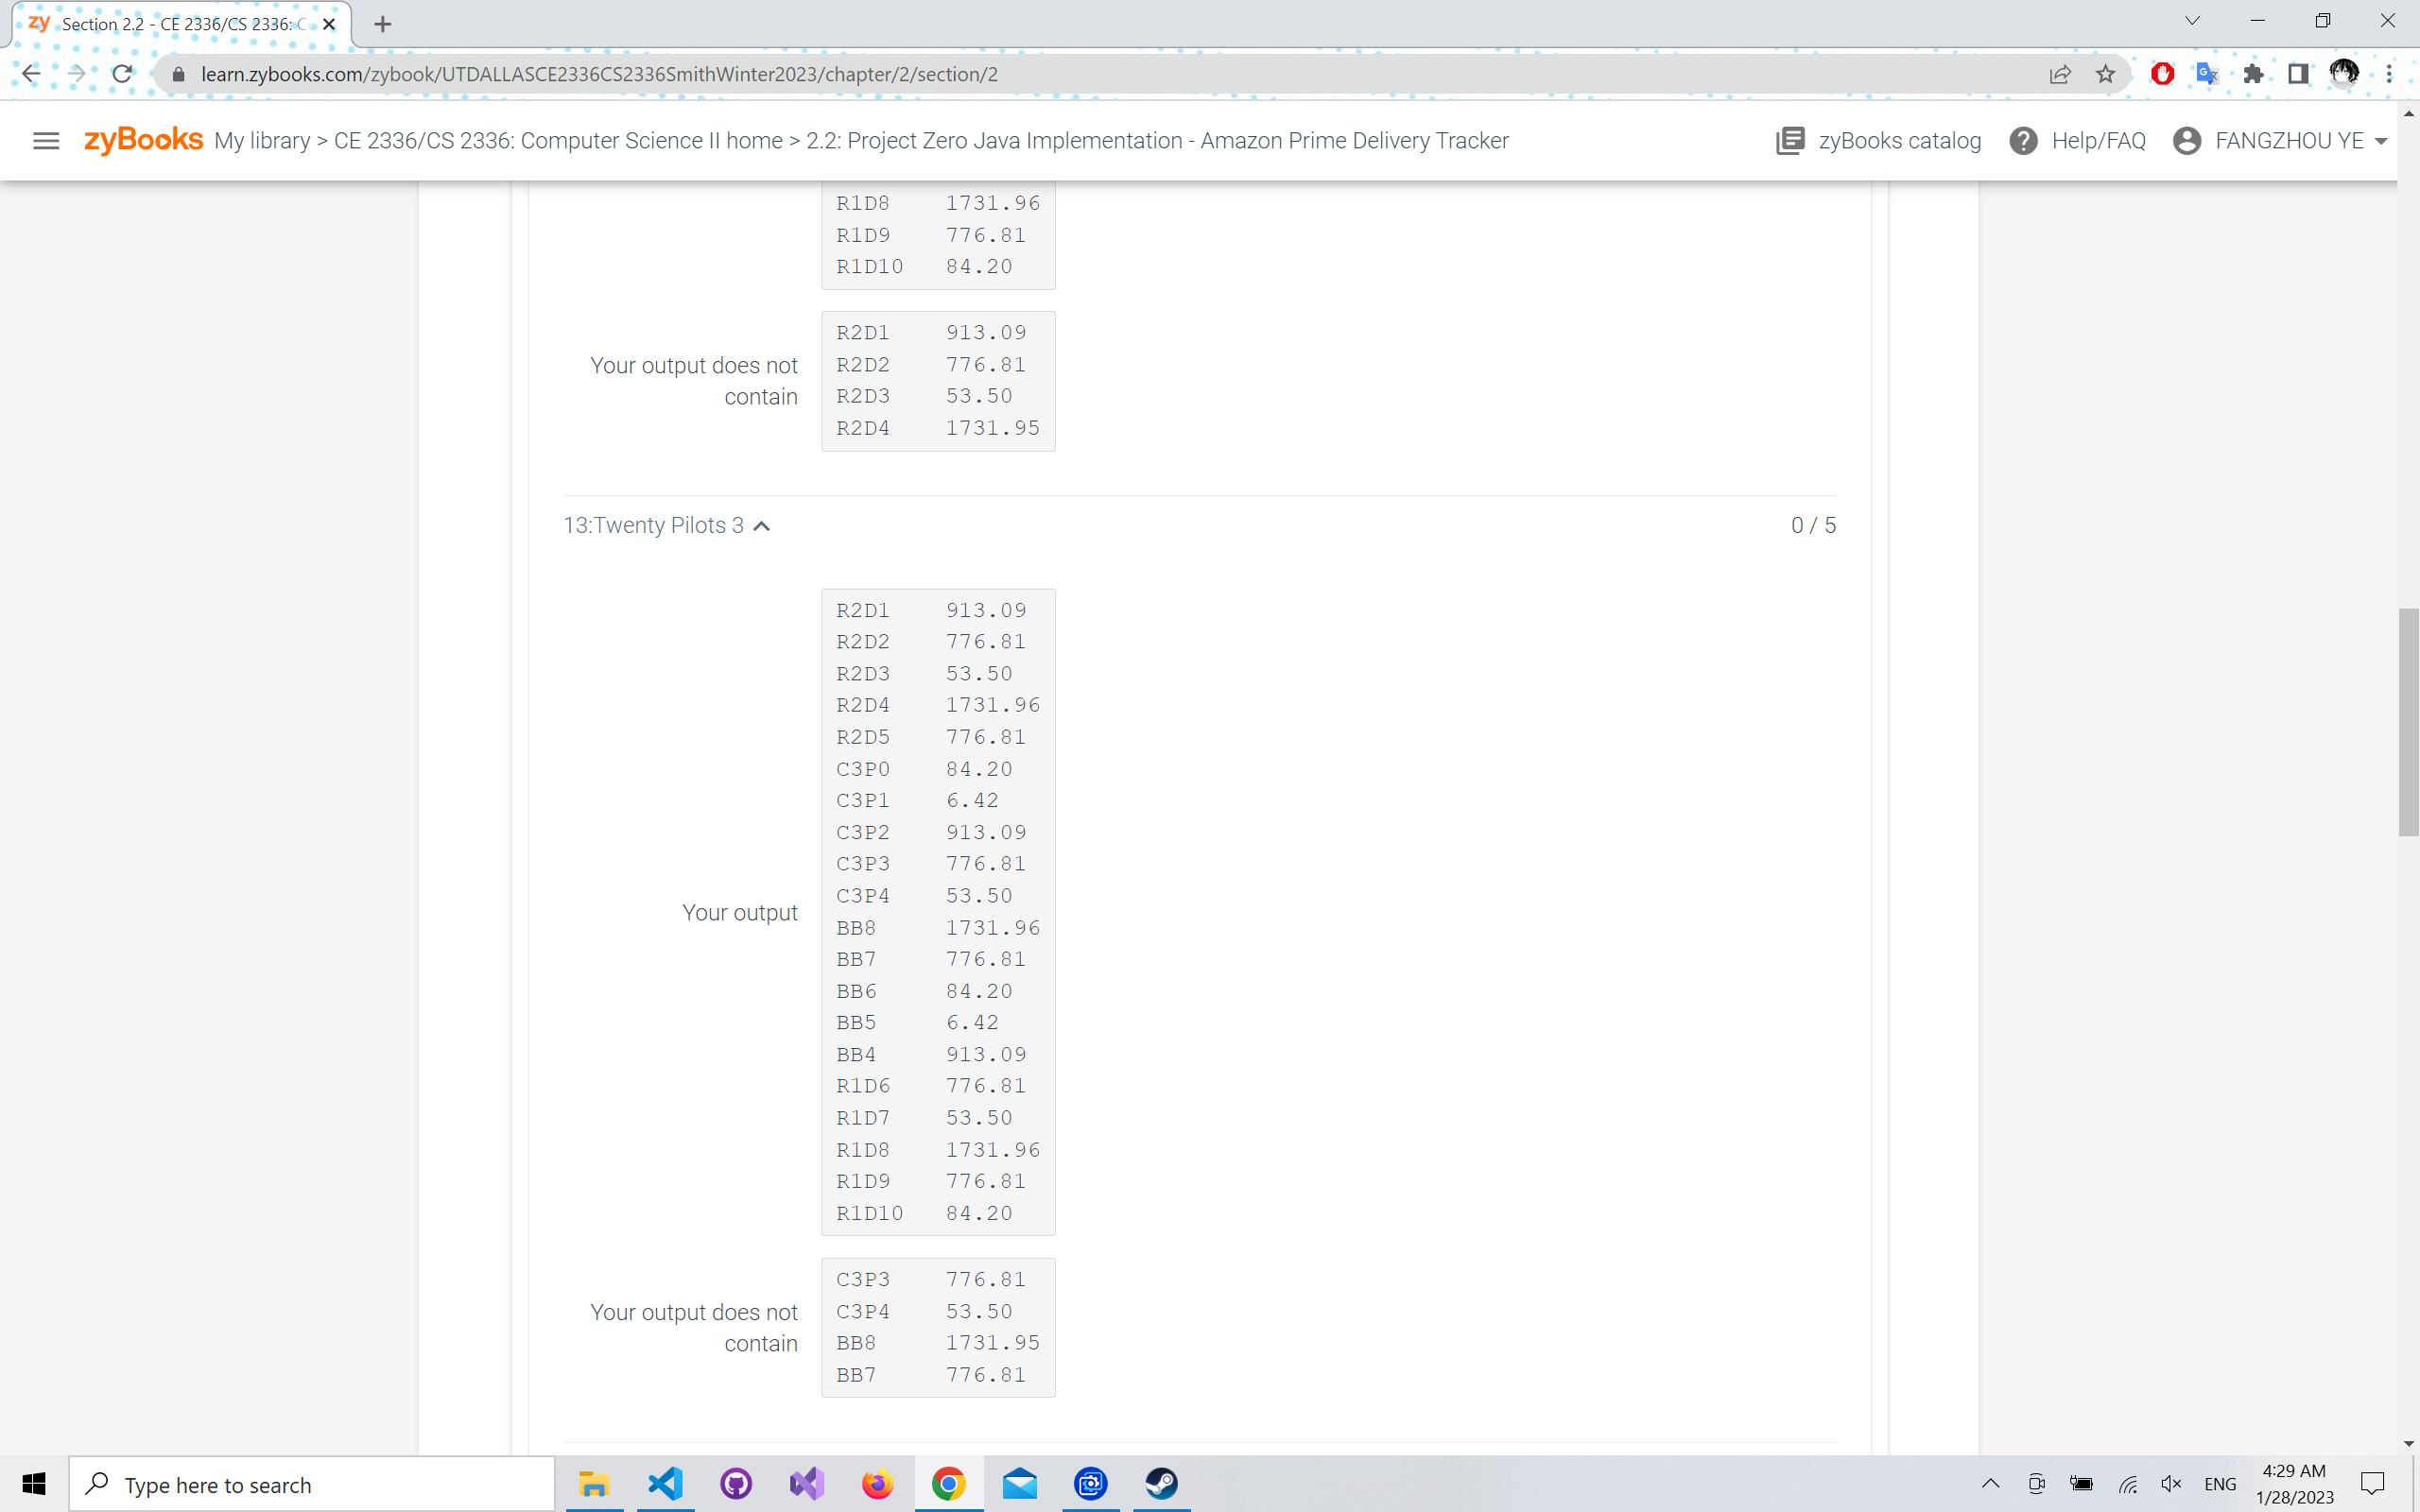 zy Section 2.2 - CE 2336/CS 2336: C
learn.zybooks.com/zybook/UTDALLASCE2336CS2336SmithWinter2023/chapter/2/section/2
zyBooks My library > CE 2336/CS 2336: Computer Science II home > 2.2: Project Zero Java Implementation - Amazon Prime Delivery Tracker
zyBooks catalog
Help/FAQ
FANGZHOU YE
R1D8 1731.96
R1D9 776.81
R1D10 84.20
Your output does not
contain
R2D1 913.09
R2D2 776.81
R2D3 53.50
R2D4 1731.95
13:Twenty Pilots 3
0 / 5
Your output
R2D1 913.09
R2D2 776.81
R2D3 53.50
R2D4 1731.96
R2D5 776.81
C3P0 84.20
C3P1 6.42
C3P2 913.09
C3P3 776.81
C3P4 53.50
BB8 1731.96
BB7 776.81
BB6 84.20
BB5 6.42
BB4 913.09
R1D6 776.81
R1D7 53.50
R1D8 1731.96
R1D9 776.81
R1D10 84.20
Your output does not
contain
C3P3 776.81
C3P4 53.50
BB8 1731.95
BB7 776.81
Type here to search
ENG
4:29 AM
1/28/2023